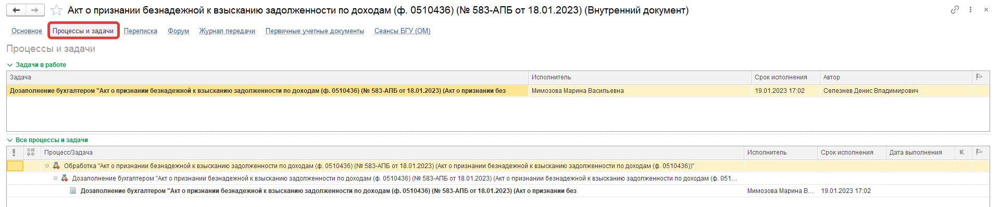 Акт о признании безнадежной к взысканию задолженности по доходам (ф. 0510436) (№ 583-АПБ от 18.01.2023) (Внутренний документ)
Основное Процессы и задачи Переписка Форум Журнал передачи Первичные учетные документы Сеансы БГУ (ОМ)
Процессы и задачи
Задачи в работе
Задача Исполнитель Срок исполнения Автор
Дозаполнение бухгалтером "Акт о признании безнадежной к взысканию задолженности по доходам (ф. 0510436) (№ 583-АПБ от 18.01.2023) (Акт о признании без Мимозова Марина Васильевна 19.01.2023 17:02 Селезнев Денис Владимирович
Все процессы и задачи
Процесс/Задача Исполнитель Срок исполнения Дата выполнения К
Обработка "Акт о признании безнадежной к взысканию задолженности по доходам (ф. 0510436) (№ 583-АПБ от 18.01.2023) (Акт о признании безнадежной к взысканию задолженности по доходам (ф. 0510436))"
Дозаполнение бухгалтером "Акт о признании безнадежной к взысканию задолженности по доходам (ф. 0510436) (№ 583-АПБ от 18.01.2023) (Акт о признании безнадежной к взысканию задолженности по доходам (ф. 051...
Дозаполнение бухгалтером "Акт о признании безнадежной к взысканию задолженности по доходам (ф. 0510436) (№ 583-АПБ от 18.01.2023) (Акт о признании без Мимозова Марина В... 19.01.2023 17:02